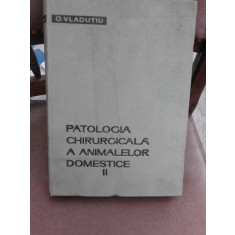 O. VLADUTIU
PATOLOGIA
CHIRURGICALĂ
A ANIMALELOR
DOMESTICE
II